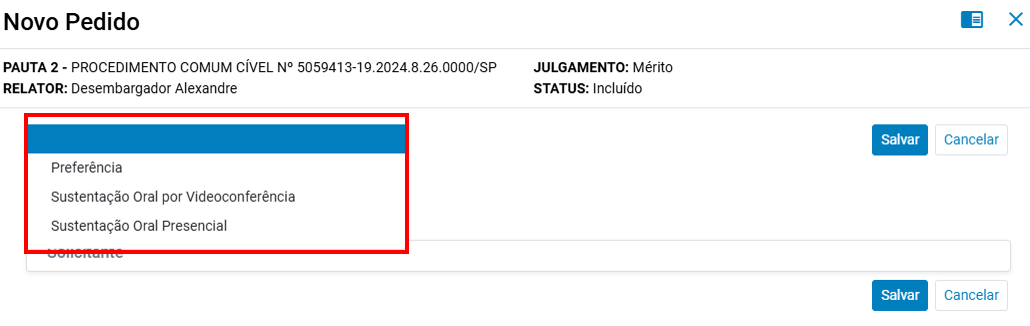 Novo Pedido
PAUTA 2 - PROCEDIMENTO COMUM CÍVEL Nº 5059413-19.2024.8.26.0000/SP
JULGAMENTO: Mérito
RELATOR: Desembargador Alexandre
STATUS: Incluído
Salvar Cancelar
Preferência
Sustentação Oral por Videoconferência
Sustentação Oral Presencial
Solicitante
Salvar Cancelar